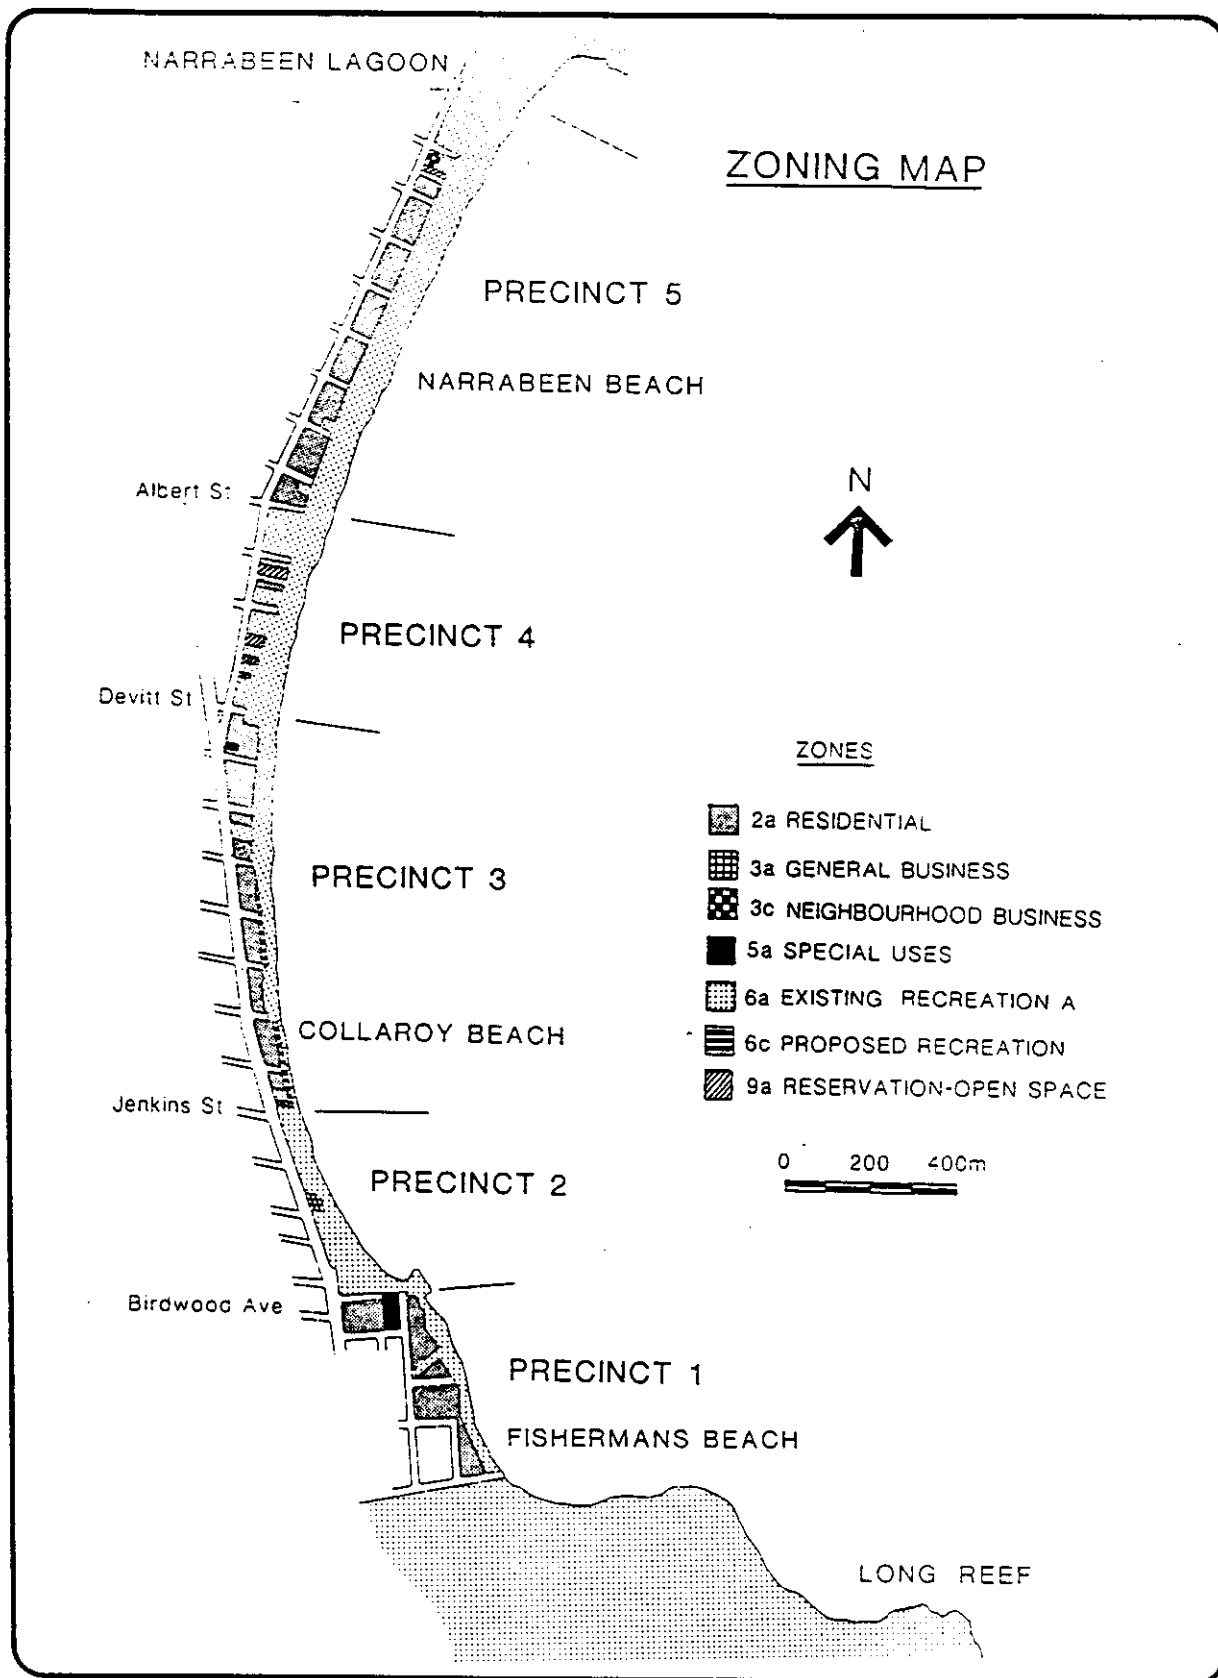 NARRABEEN LAGOON
ZONING MAP
PRECINCT 5
NARRABEEN BEACH
N
Albert St
PRECINCT 4
Devitt St
ZONES
2a RESIDENTIAL
3a GENERAL BUSINESS
PRECINCT 3
3c NEIGHBOURHOOD BUSINESS
5a SPECIAL USES
6a EXISTING RECREATION A
COLLAROY BEACH
6c PROPOSED RECREATION
9a RESERVATION-OPEN SPACE
Jenkins St
0 200 400m
PRECINCT 2
Birdwood Ave
PRECINCT 1
FISHERMANS BEACH
LONG REEF